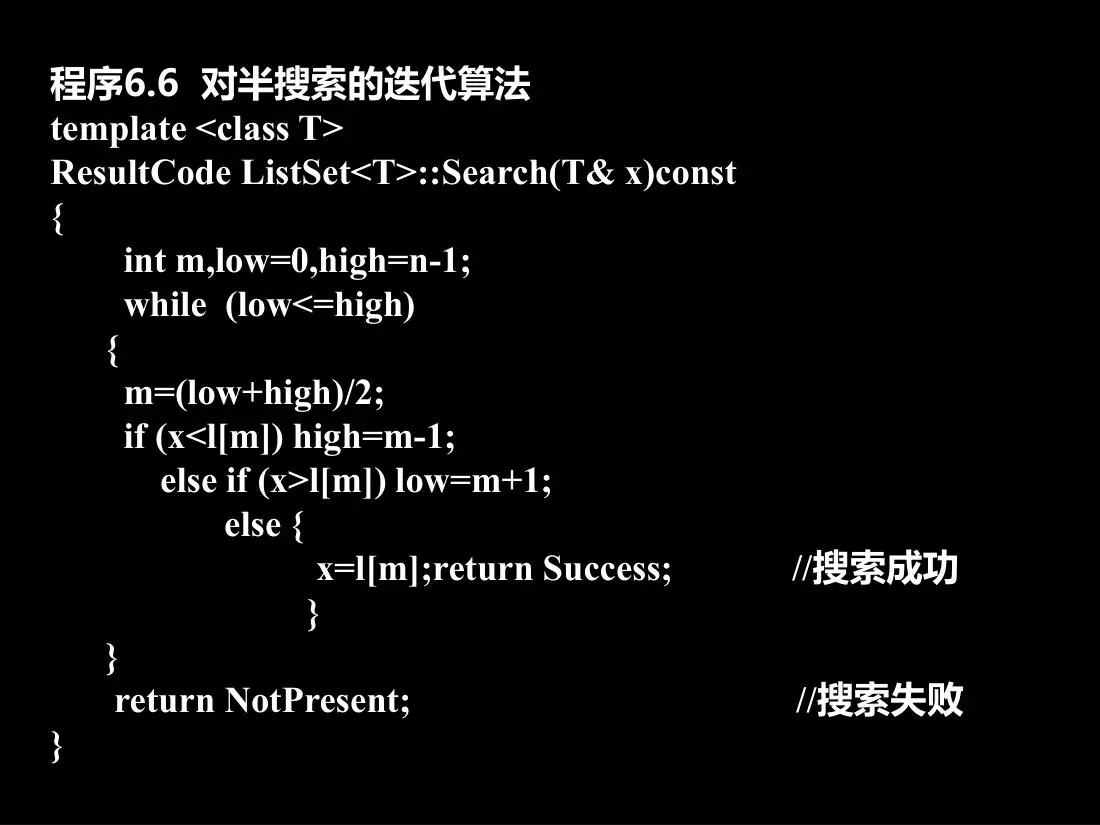 程序6.6 对半搜索的迭代算法
template <class T>
ResultCode ListSet<T>::Search(T& x)const
{
int m,low=0,high=n-1;
while (low<=high)
{
m=(low+high)/2;
if (x<l[m]) high=m-1;
else if (x>l[m]) low=m+1;
else {
x=l[m];return Success; //搜索成功
}
}
return NotPresent; //搜索失败
}